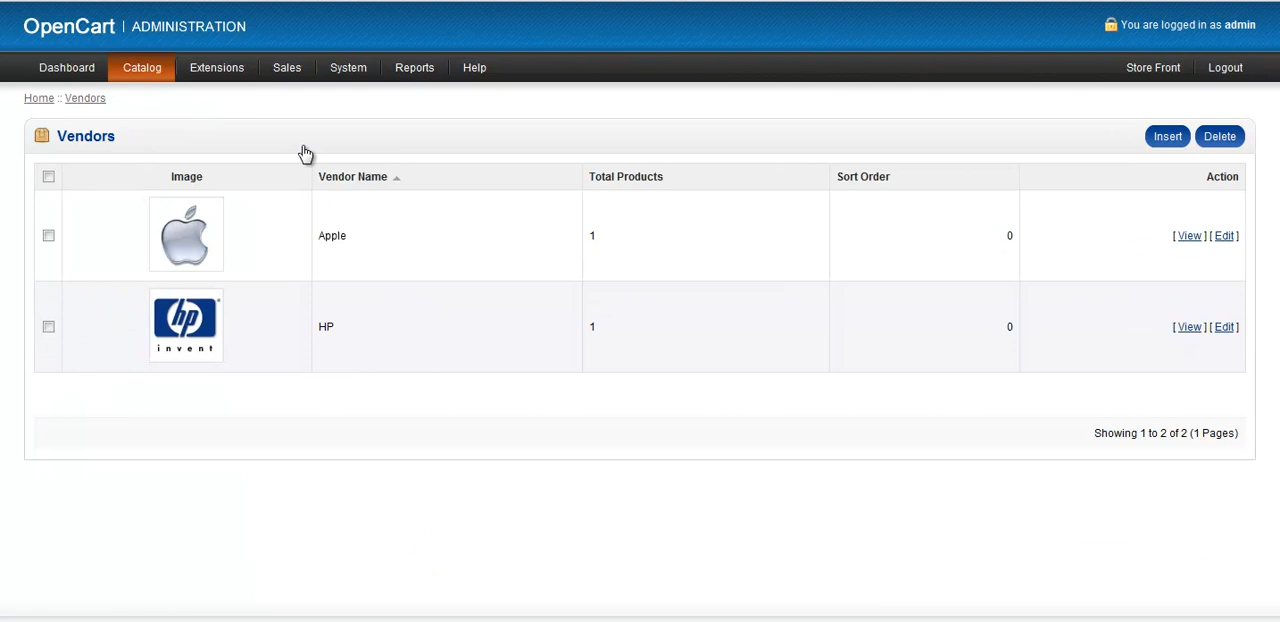 OpenCart | ADMINISTRATION
You are logged in as admin
Dashboard Catalog Extensions Sales System Reports Help Store Front Logout
Home :: Vendors
Vendors Insert Delete
Image Vendor Name Total Products Sort Order Action
Apple 1 0 [ View ] [ Edit ]
hp
invent
HP 1 0 [ View ] [ Edit ]
Showing 1 to 2 of 2 (1 Pages)